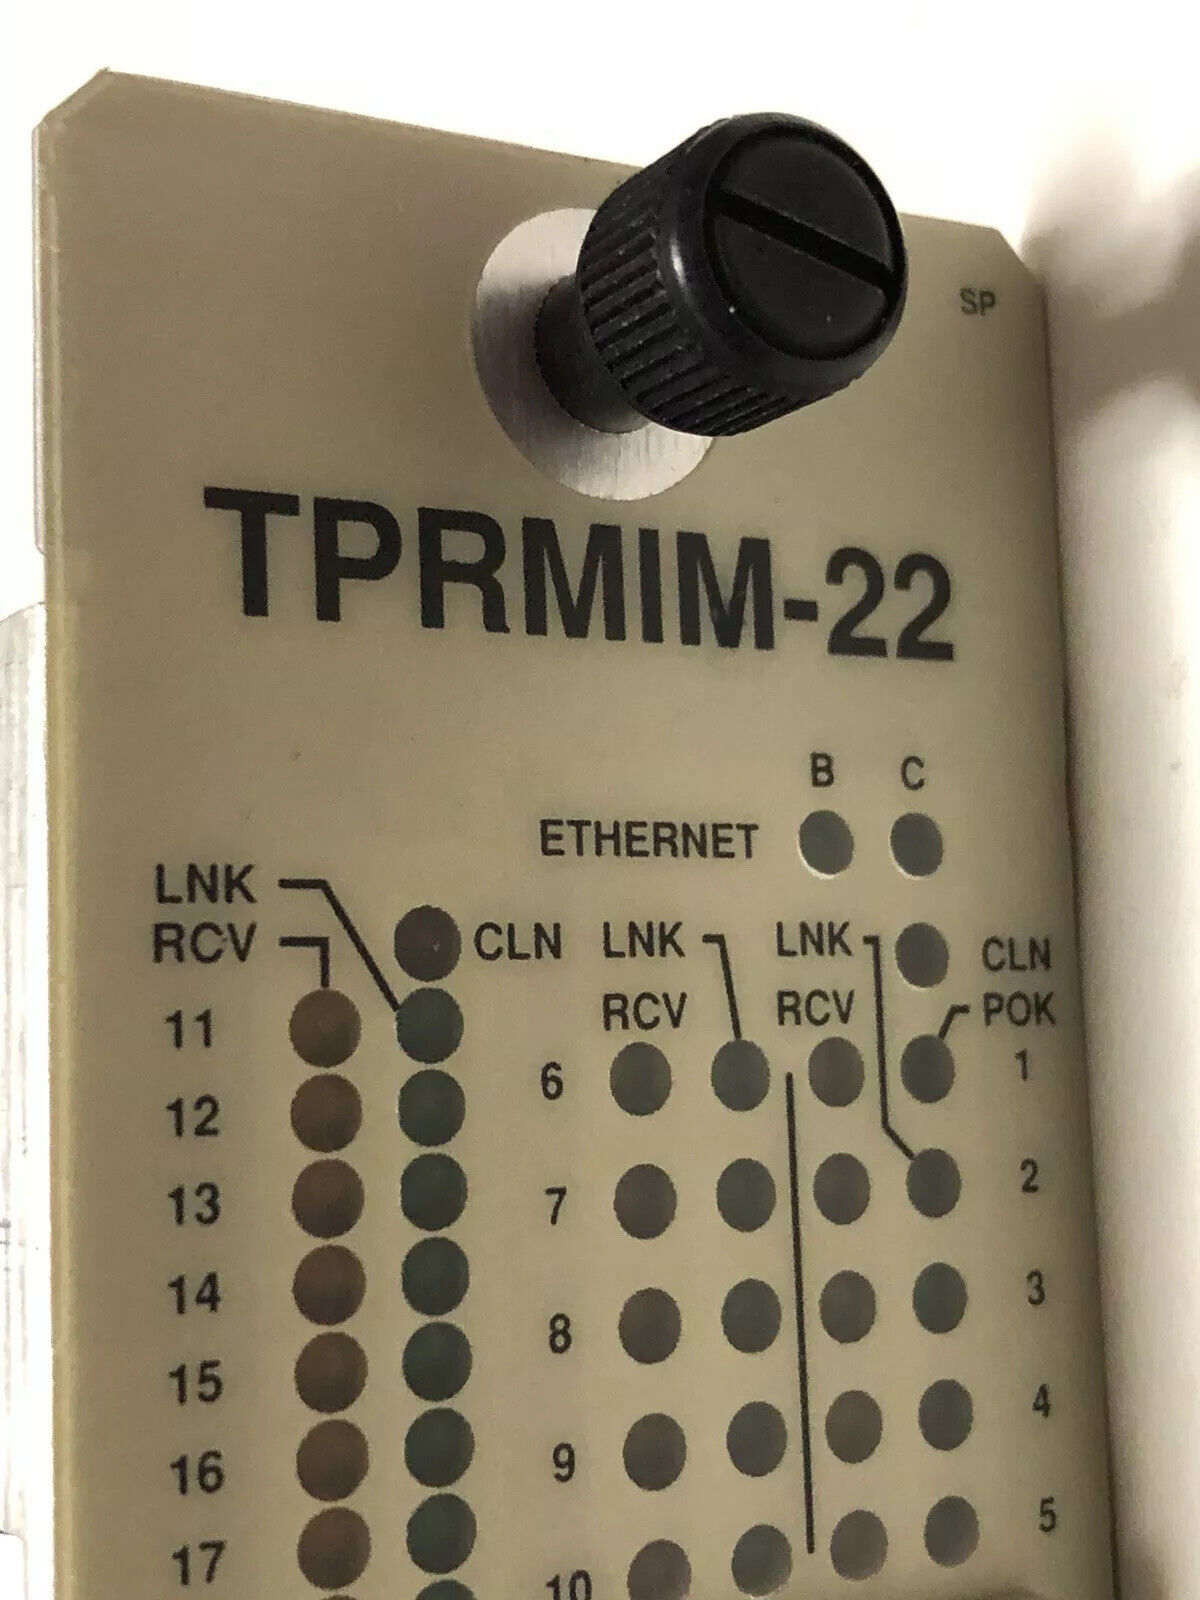 SP
TPRMIM-22
B C
ETHERNET
LNK
RCV
CLN
LNK
RCV
LNK
RCV
CLN
POK
11
12
13
14
15
16
17
6
7
8
9
10
1
2
3
4
5